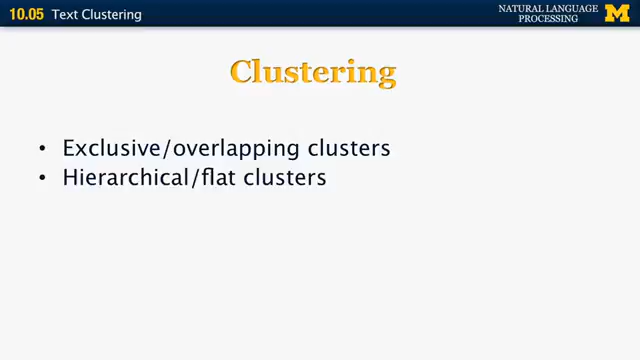 10.05 Text Clustering
NATURAL LANGUAGE
PROCESSING
M
Clustering
• Exclusive/overlapping clusters
• Hierarchical/flat clusters